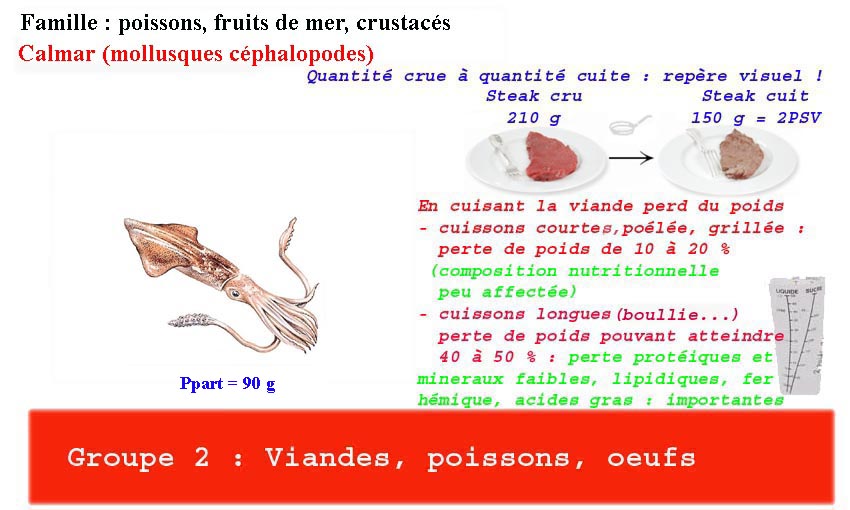 Famille : poissons, fruits de mer, crustacés
Calmar (mollusques céphalopodes)
Quantité crue à quantité cuite : repère visuel !
Steak cru
210 g
Steak cuit
150 g = 2PSV
En cuisant la viande perd du poids
- cuissons courtes,poélée, grillée :
perte de poids de 10 à 20 %
(composition nutritionnelle
peu affectée)
- cuissons longues(boullie...)
perte de poids pouvant atteindre
40 à 50 % : perte protéiques et
mineraux faibles, lipidiques, fer
hémique, acides gras : importantes
LIQUIDE SUCRE
Ppart = 90 g
Groupe 2 : Viandes, poissons, oeufs